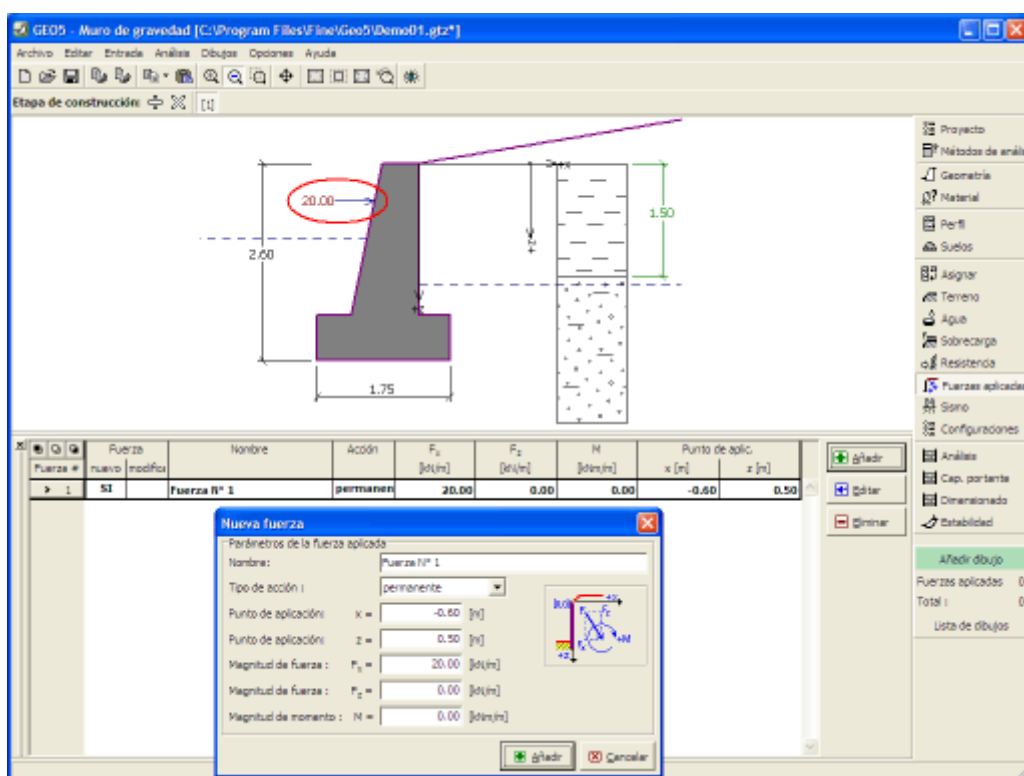 GEO5 - Muro de gravedad [C:\Program Files\Fine\Geo5\Demo01.gtz*]
Archivo Editar Entrada Análisis Dibujos Opciones Ayuda
Etapa de construcción: [1]
20.00
2.60
1.75
1.50
+x
+z
Proyecto
Métodos de análi
Geometría
Material
Perfil
Suelos
Asignar
Terreno
Agua
Sobrecarga
Resistencia
Fuerzas aplicadas
Sismo
Configuraciones
Análisis
Cap. portante
Dimensionado
Estabilidad
Añadir dibujo
Fuerzas aplicadas 0
Total : 0
Lista de dibujos
Fuerza Nombre Acción Fx Fz M Punto de aplic.
Fuerza # nuevo modifica [kN/m] [kN/m] [kNm/m] x [m] z [m]
1 SI Fuerza N° 1 permanen 20.00 0.00 0.00 -0.60 0.50
Añadir
Editar
Eliminar
Nueva fuerza
Parámetros de la fuerza aplicada
Nombre: Fuerza N° 1
Tipo de acción : permanente
Punto de aplicación: x = -0.60 [m]
Punto de aplicación: z = 0.50 [m]
Magnitud de fuerza : Fx = 20.00 [kN/m]
Magnitud de fuerza : Fz = 0.00 [kN/m]
Magnitud de momento : M = 0.00 [kNm/m]
[0,0] +x
Fz
+M
+z
Añadir Cancelar